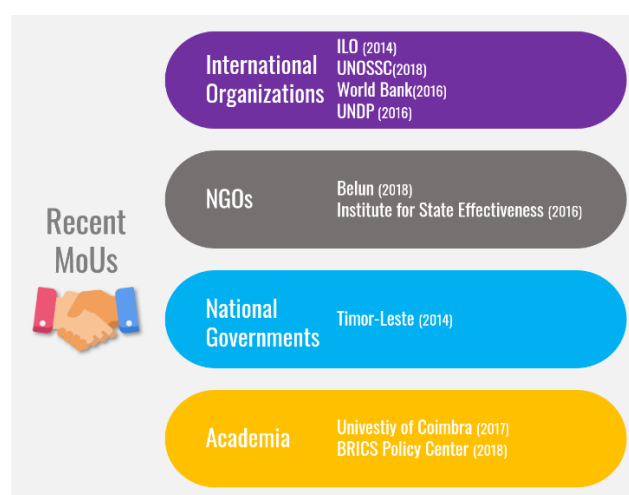 Recent
MoUs
International
Organizations
ILO (2014)
UNOSSC(2018)
World Bank(2016)
UNDP (2016)
NGOs
Belun (2018)
Institute for State Effectiveness (2016)
National
Governments
Timor-Leste (2014)
Academia
Univestiy of Coimbra (2017)
BRICS Policy Center (2018)